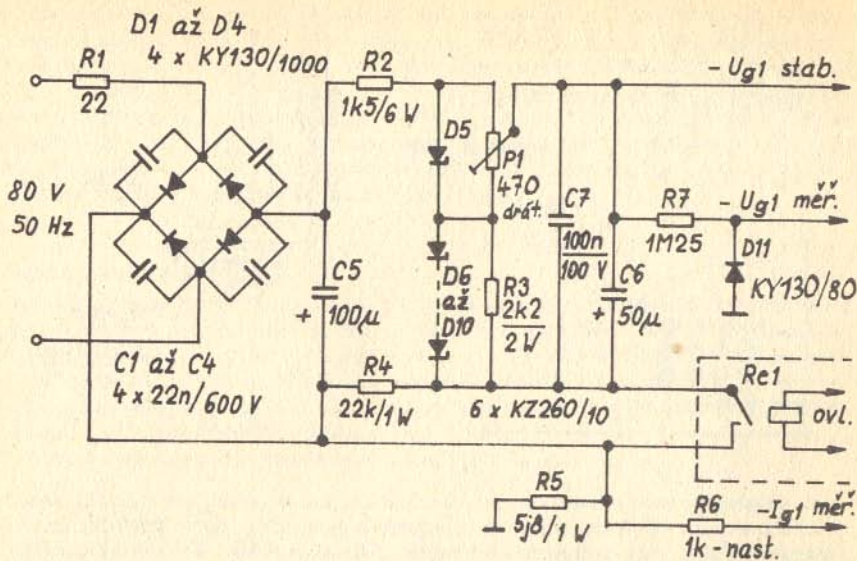 D1 až D4
4 x KY130/1000
R1
22
R2
1k5/6 W
- Ug1 stab.
D5
P1
470
drát.
80 V
50 Hz
C7
100n
100 V
R7
1M25
- Ug1 měř.
D11
KY130/80
C5
+ 100µ
D6
až
D10
R3
2k2
2W
C6
+ 50µ
C1 až C4
4 x 22n/600 V
R4
22k/1W
6 x KZ260/10
Re1
ovl.
R5
5j8/1 W
R6
1k - nast.
-Ig1 měř.